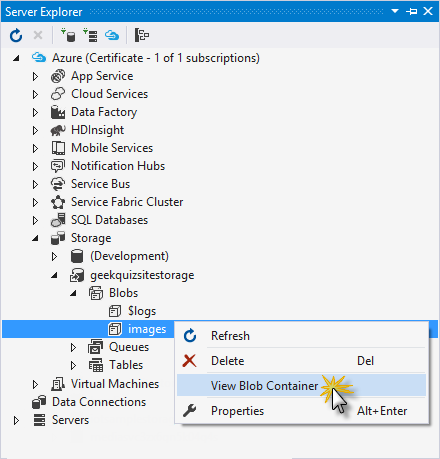 Server Explorer
Azure (Certificate - 1 of 1 subscriptions)
App Service
Cloud Services
Data Factory
HDInsight
Mobile Services
Notification Hubs
Service Bus
Service Fabric Cluster
SQL Databases
Storage
(Development)
geekquizsitestorage
Blobs
$logs
images
Refresh
Delete Del
View Blob Container
Properties Alt+Enter
Queues
Tables
Virtual Machines
Data Connections
Servers